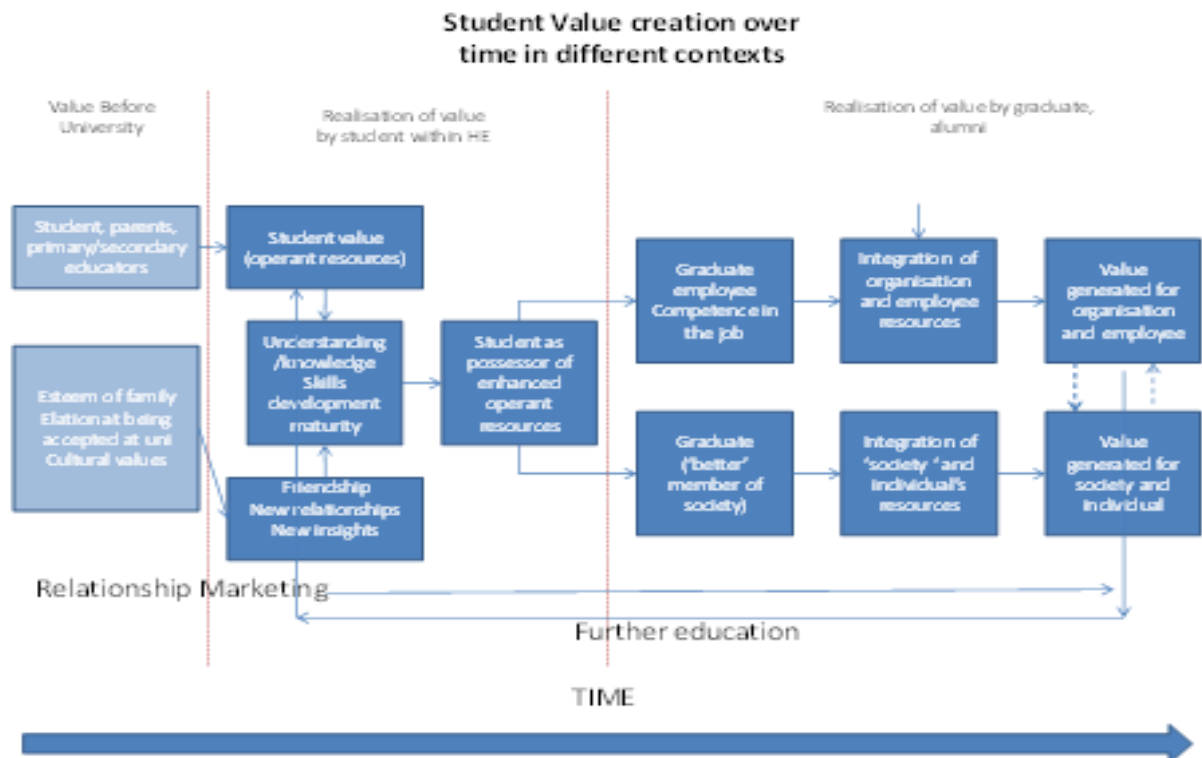 Student Value creation over
time in different contexts
Value Before
University
Realisation of value
by student within HE
Realisation of value by graduate,
alumni
Student, parents,
primary/secondary
educators
Student value
(operant resources)
Graduate
employee
Competence in
the job
Integration of
organisation
and employee
resources
Value
generated for
organisation
and employee
Esteem of family
Elation at being
accepted at uni
Cultural values
Understanding
/knowledge
Skills
development
maturity
Student as
possessor of
enhanced
operant
resources
Graduate
('better'
member of
society)
Integration of
'society ' and
individual's
resources
Value
generated for
society and
individual
Friendship
New relationships
New insights
Relationship Marketing
Further education
TIME